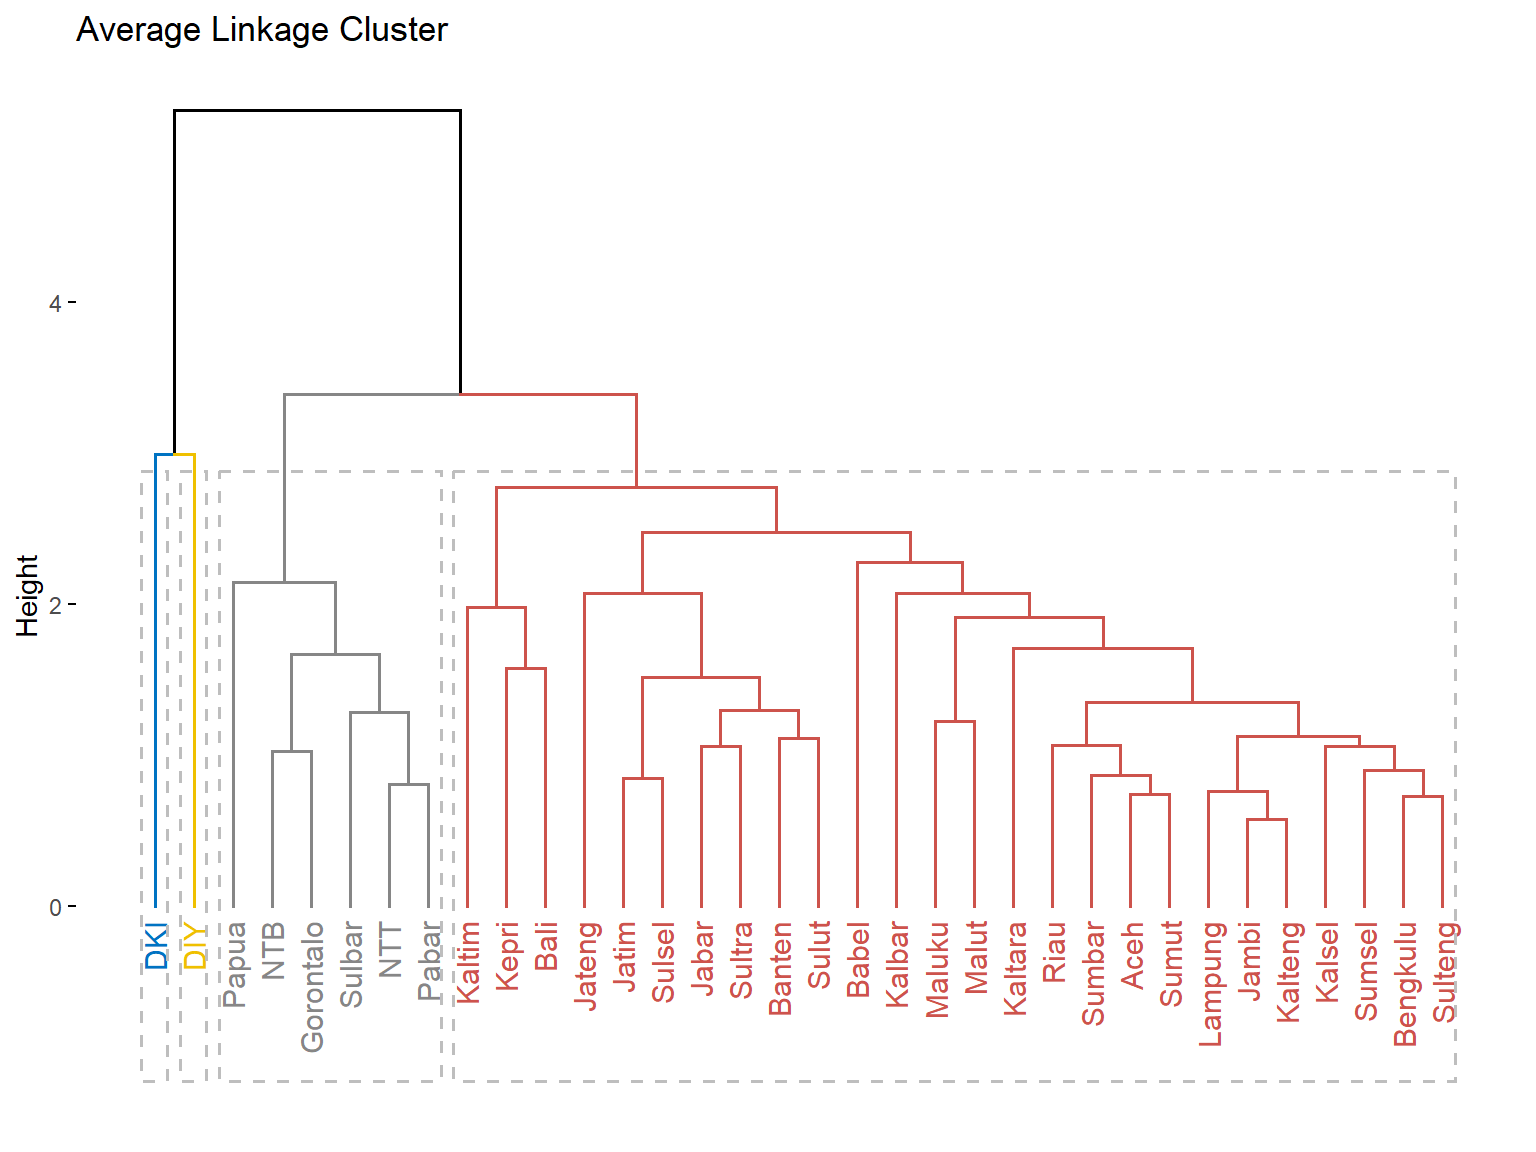 Average Linkage Cluster
Height
4
2
0
DKI
DIY
Papua
NTB
Gorontalo
Sulbar
NTT
Pabar
Kaltim
Kepri
Bali
Jateng
Jatim
Sulsel
Jabar
Sultra
Banten
Sulut
Babel
Kalbar
Maluku
Malut
Kaltara
Riau
Sumbar
Aceh
Sumut
Lampung
Jambi
Kalteng
Kalsel
Sumsel
Bengkulu
Sulteng